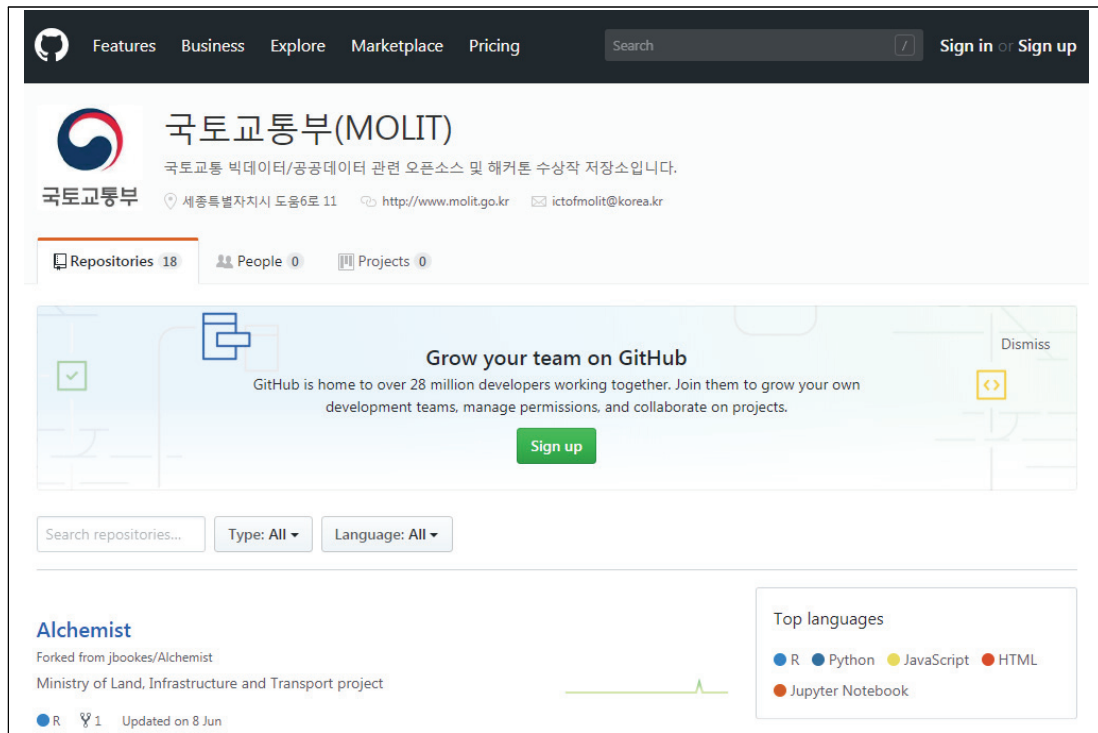 Features Business Explore Marketplace Pricing Search / Sign in or Sign up
국토교통부(MOLIT)
국토교통 빅데이터/공공데이터 관련 오픈소스 및 해커톤 수상작 저장소입니다.
국토교통부
세종특별자치시 도움6로 11 http://www.molit.go.kr ictofmolit@korea.kr
Repositories 18 People 0 Projects 0
Dismiss
Grow your team on GitHub
GitHub is home to over 28 million developers working together. Join them to grow your own
development teams, manage permissions, and collaborate on projects.
Sign up
Search repositories... Type: All Language: All
Alchemist
Forked from jbookes/Alchemist
Ministry of Land, Infrastructure and Transport project
R 1 Updated on 8 Jun
Top languages
R Python JavaScript HTML
Jupyter Notebook